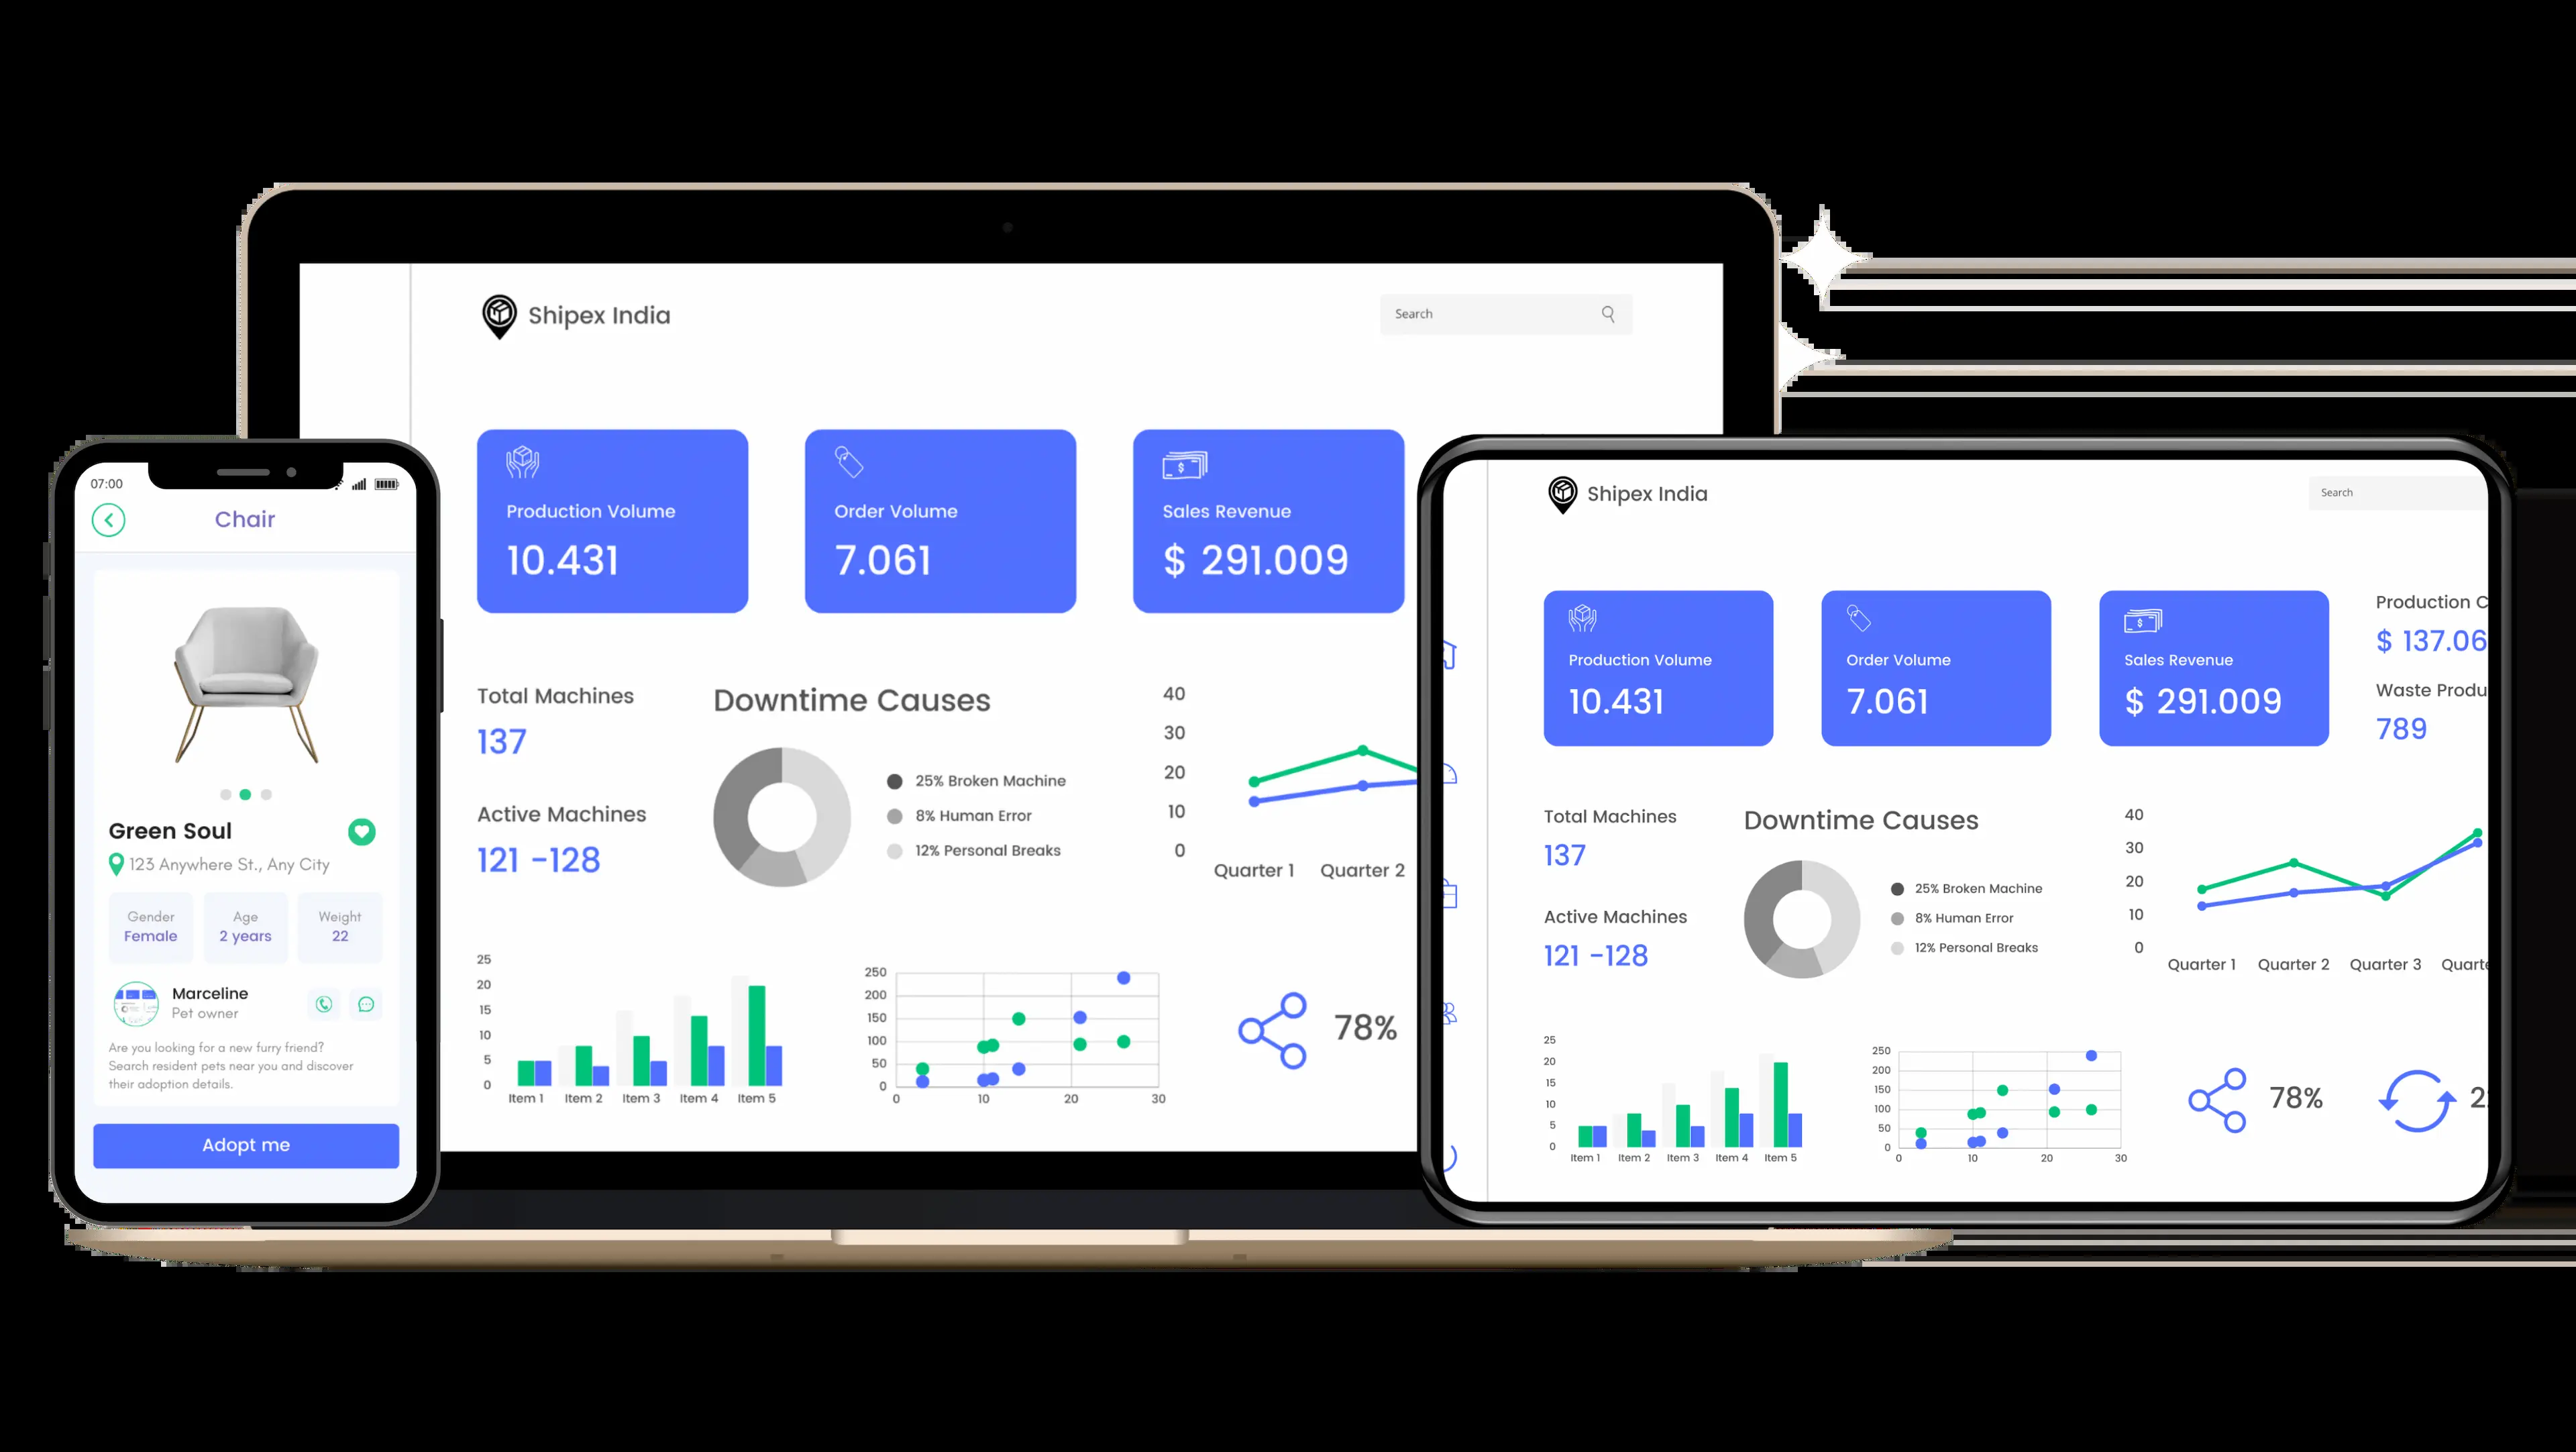 Shipex India
Search
Production Volume
10.431
Order Volume
7.061
Sales Revenue
$ 291.009
Total Machines
137
Active Machines
121 -128
Downtime Causes
25% Broken Machine
8% Human Error
12% Personal Breaks
40
30
20
10
0
Quarter 1 Quarter 2
25
20
15
10
5
0
Item 1 Item 2 Item 3 Item 4 Item 5
250
200
150
100
50
0
0 10 20 30
78%
07:00
Chair
Green Soul
123 Anywhere St., Any City
Gender Age Weight
Female 2 years 22
Marceline
Pet owner
Are you looking for a new furry friend?
Search resident pets near you and discover
their adoption details.
Adopt me
Shipex India
Search
Production Volume
10.431
Order Volume
7.061
Sales Revenue
$ 291.009
Production C
$ 137.06
Waste Produ
789
Total Machines
137
Active Machines
121 -128
Downtime Causes
25% Broken Machine
8% Human Error
12% Personal Breaks
40
30
20
10
0
Quarter 1 Quarter 2 Quarter 3 Quarte
25
20
15
10
5
0
Item 1 Item 2 Item 3 Item 4 Item 5
250
200
150
100
50
0
0 10 20 30
78%
2